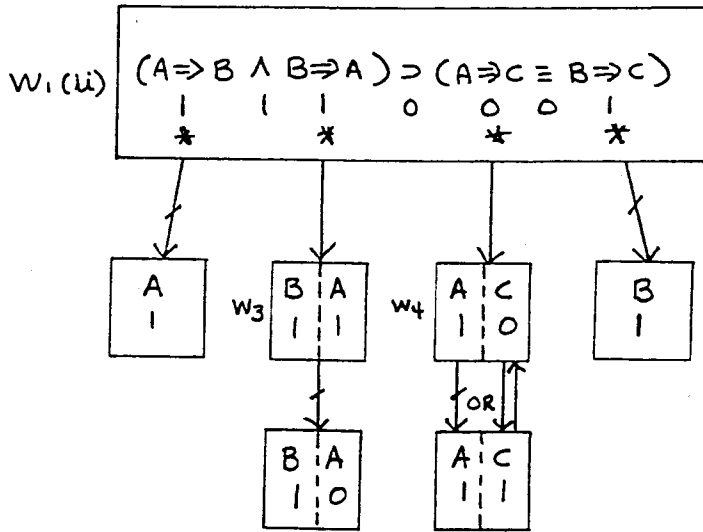 W₁(ii) (A⇒B ∧ B⇒A) ⊃ (A⇒C ≡ B⇒C)
1 1 1 0 0 0 1
* * * *
A
1
W₃
B A
1 1
W₄
A C
1 0
B
1
OR
B A
1 0
A C
1 1